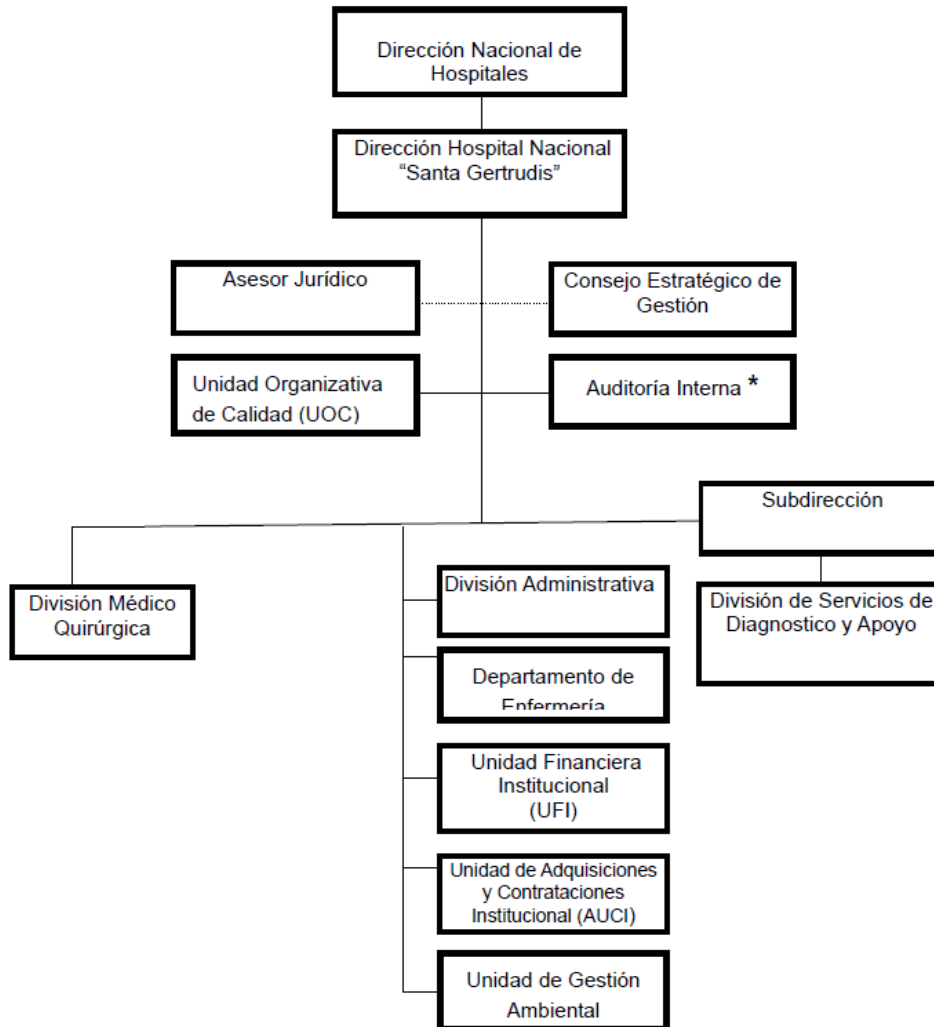 Dirección Nacional de
Hospitales
Dirección Hospital Nacional
“Santa Gertrudis”
Asesor Jurídico
Consejo Estratégico de
Gestión
Unidad Organizativa
de Calidad (UOC)
Auditoría Interna *
Subdirección
División Médico
Quirúrgica
División Administrativa
División de Servicios de
Diagnostico y Apoyo
Departamento de
Enfermería
Unidad Financiera
Institucional
(UFI)
Unidad de Adquisiciones
y Contrataciones
Institucional (AUCI)
Unidad de Gestión
Ambiental